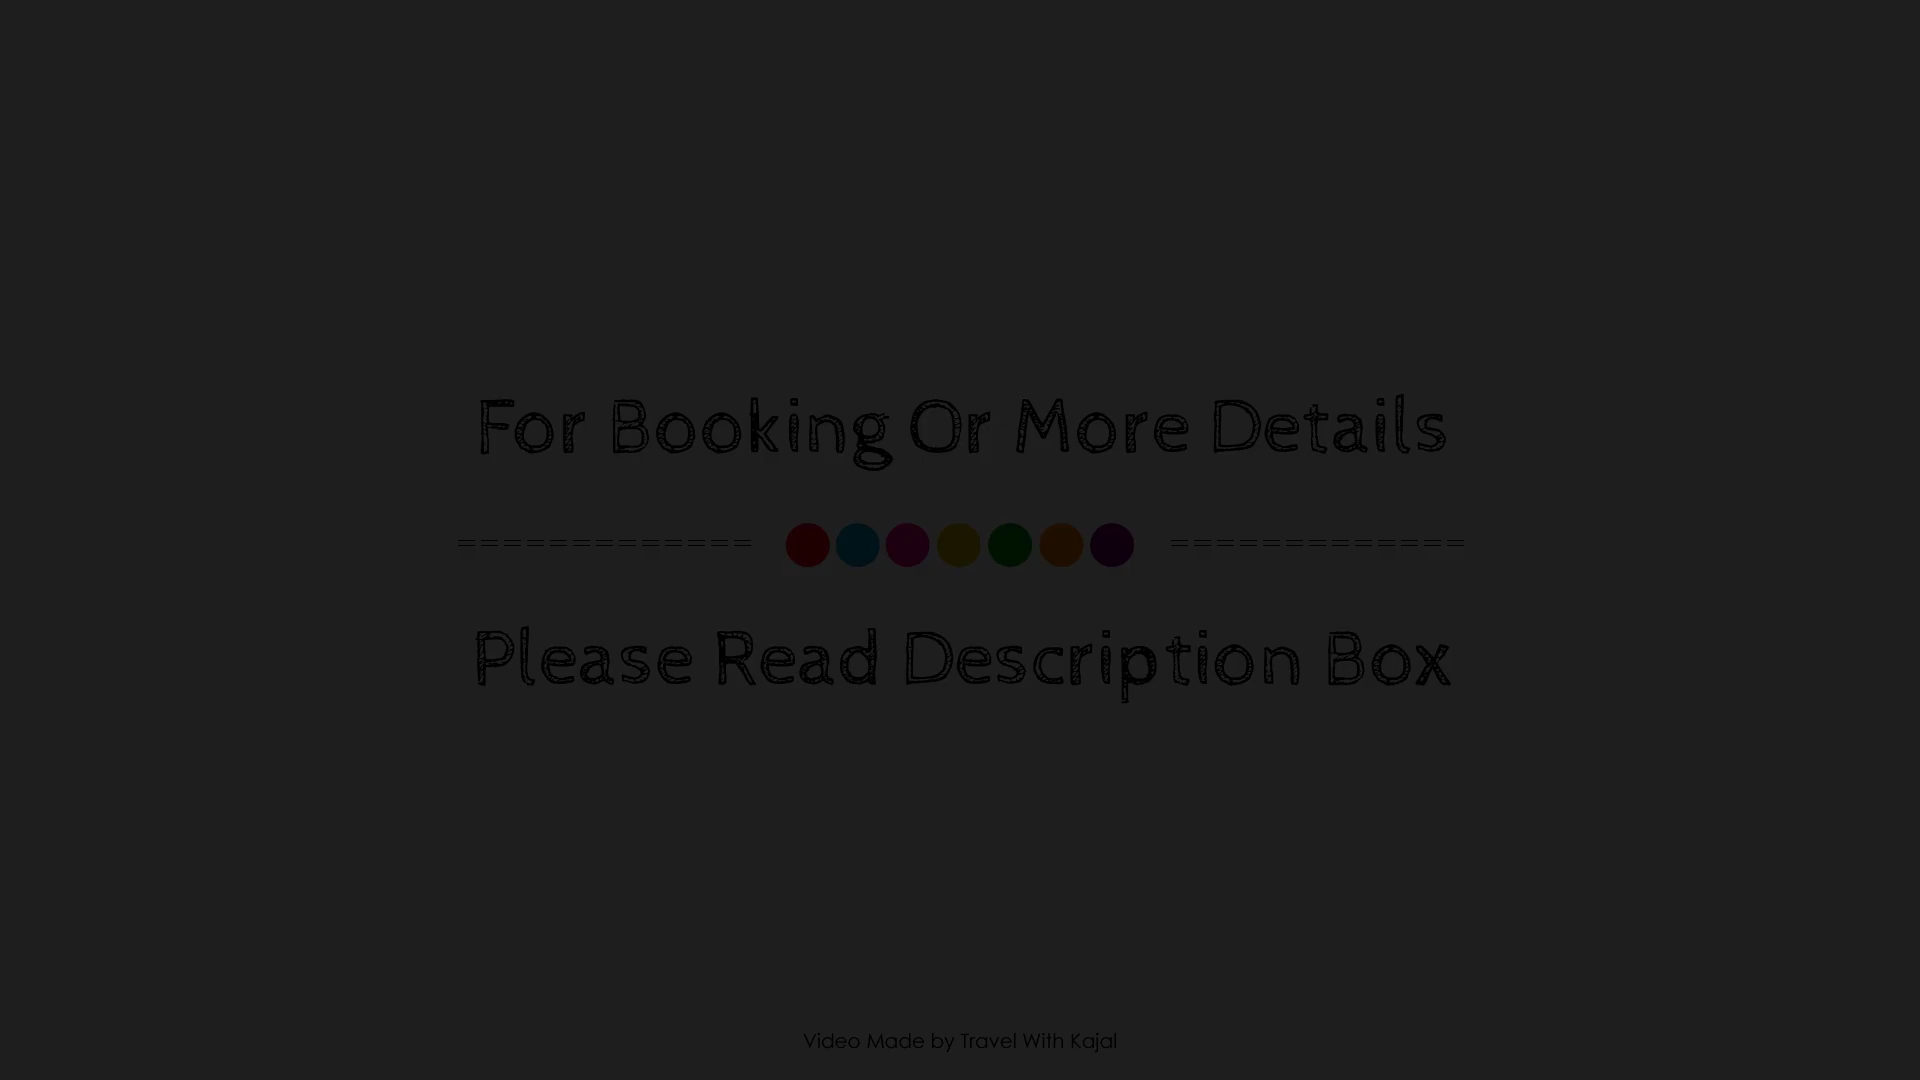 For Booking Or More Details
============= =============
Please Read Description Box
Video Made by Travel With Kajal